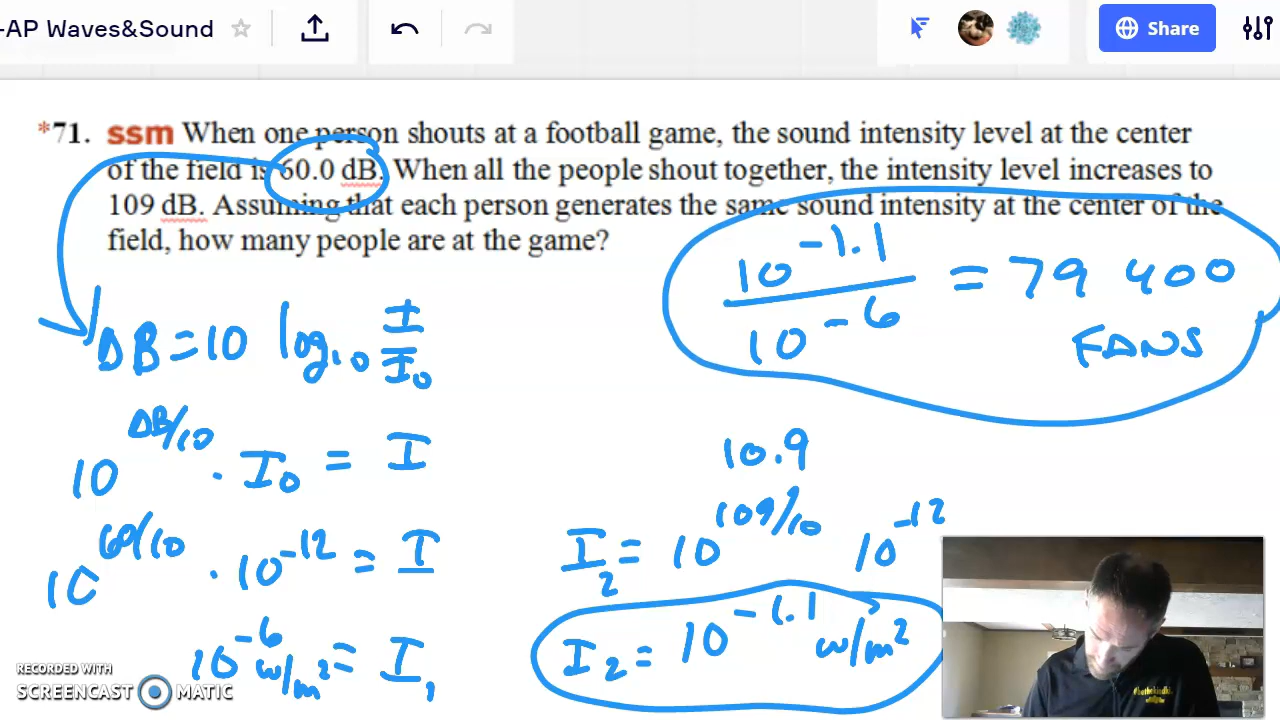 -AP Waves&Sound
Share
*71. ssm When one person shouts at a football game, the sound intensity level at the center
of the field is 60.0 dB. When all the people shout together, the intensity level increases to
109 dB. Assuming that each person generates the same sound intensity at the center of the
field, how many people are at the game?
10^-1.1 / 10^-6 = 79 400
FANS
DB = 10 log10 I/I0
10^DB/10 · I0 = I
10.9
10^60/10 · 10^-12 = I
I2 = 10^109/10 10^-12
10^-6 w/m² = I1
I2 = 10^-1.1 w/m²
RECORDED WITH
SCREENCAST MATIC